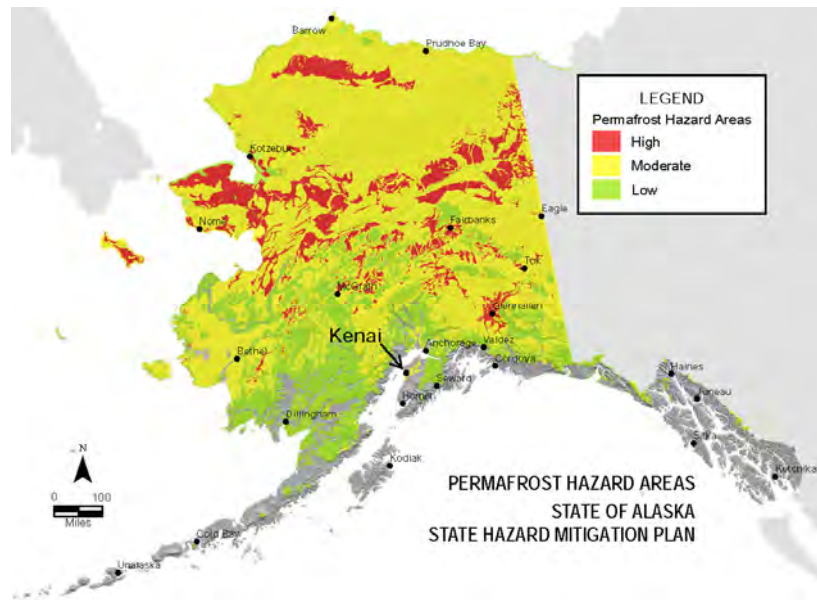 Barrow
Prudhoe Bay
LEGEND
Permafrost Hazard Areas
High
Moderate
Low
Kotzebue
Nome
Fairbanks
Eagle
Tok
McGrath
Glennallen
Kenai
Anchorage
Valdez
Cordova
Bethel
Seward
Homer
Haines
Juneau
Dillingham
Sitka
Kodiak
Ketchika
N
0 100
Miles
PERMAFROST HAZARD AREAS
STATE OF ALASKA
STATE HAZARD MITIGATION PLAN
Cold Bay
Unalaska